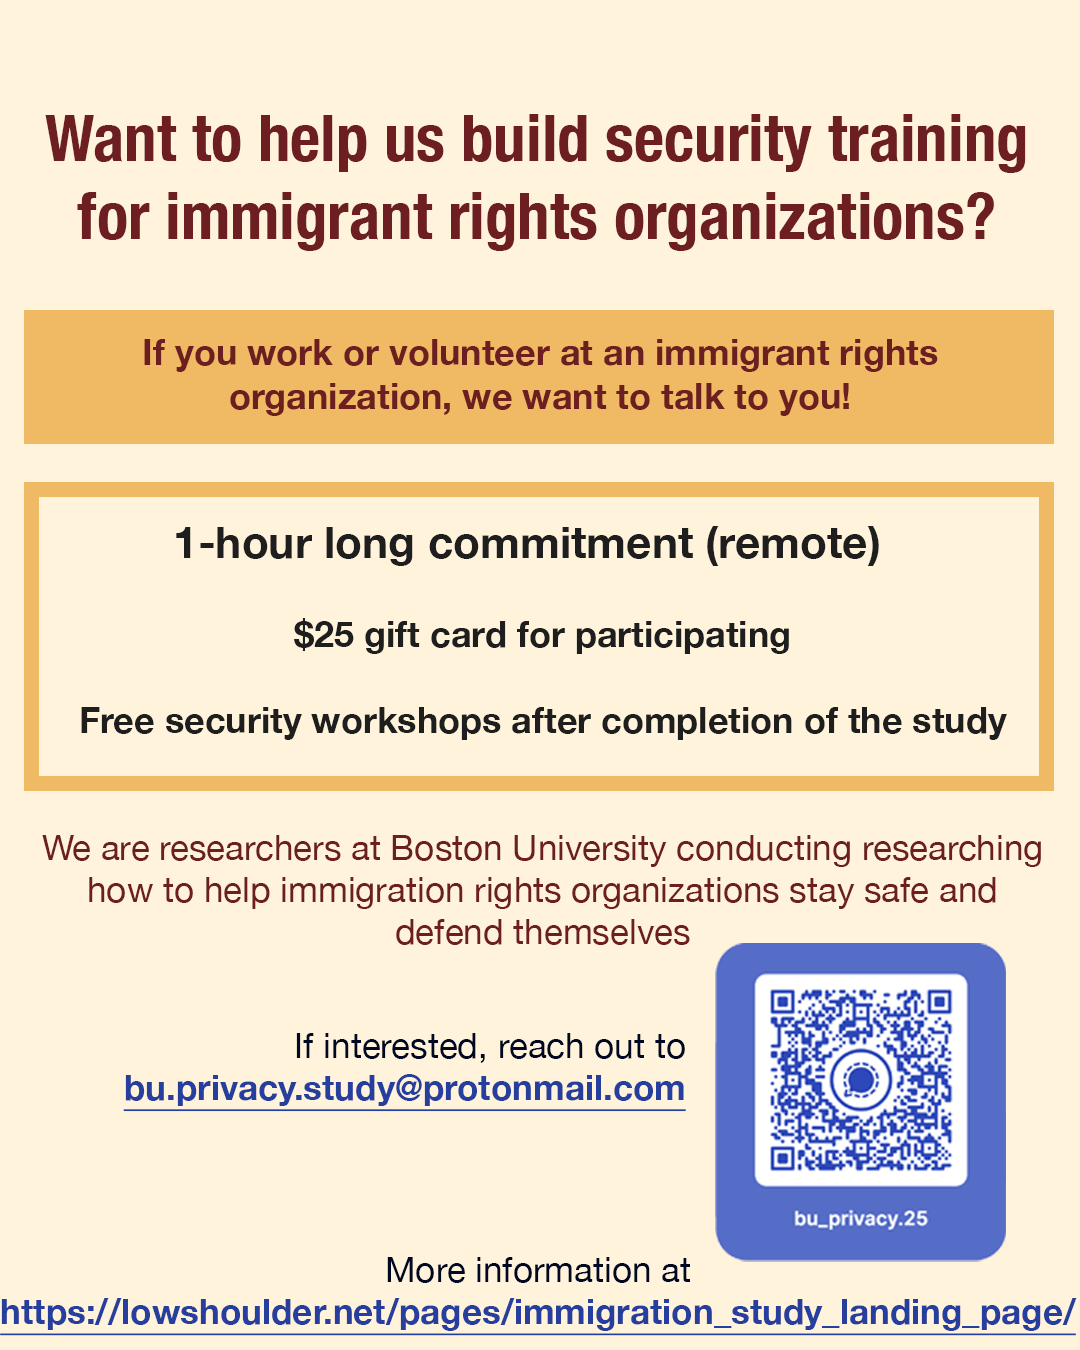 Want to help us build security training
for immigrant rights organizations?
If you work or volunteer at an immigrant rights
organization, we want to talk to you!
1-hour long commitment (remote)
$25 gift card for participating
Free security workshops after completion of the study
We are researchers at Boston University conducting researching
how to help immigration rights organizations stay safe and
defend themselves
If interested, reach out to
bu.privacy.study@protonmail.com
bu_privacy.25
More information at
https://lowshoulder.net/pages/immigration_study_landing_page/